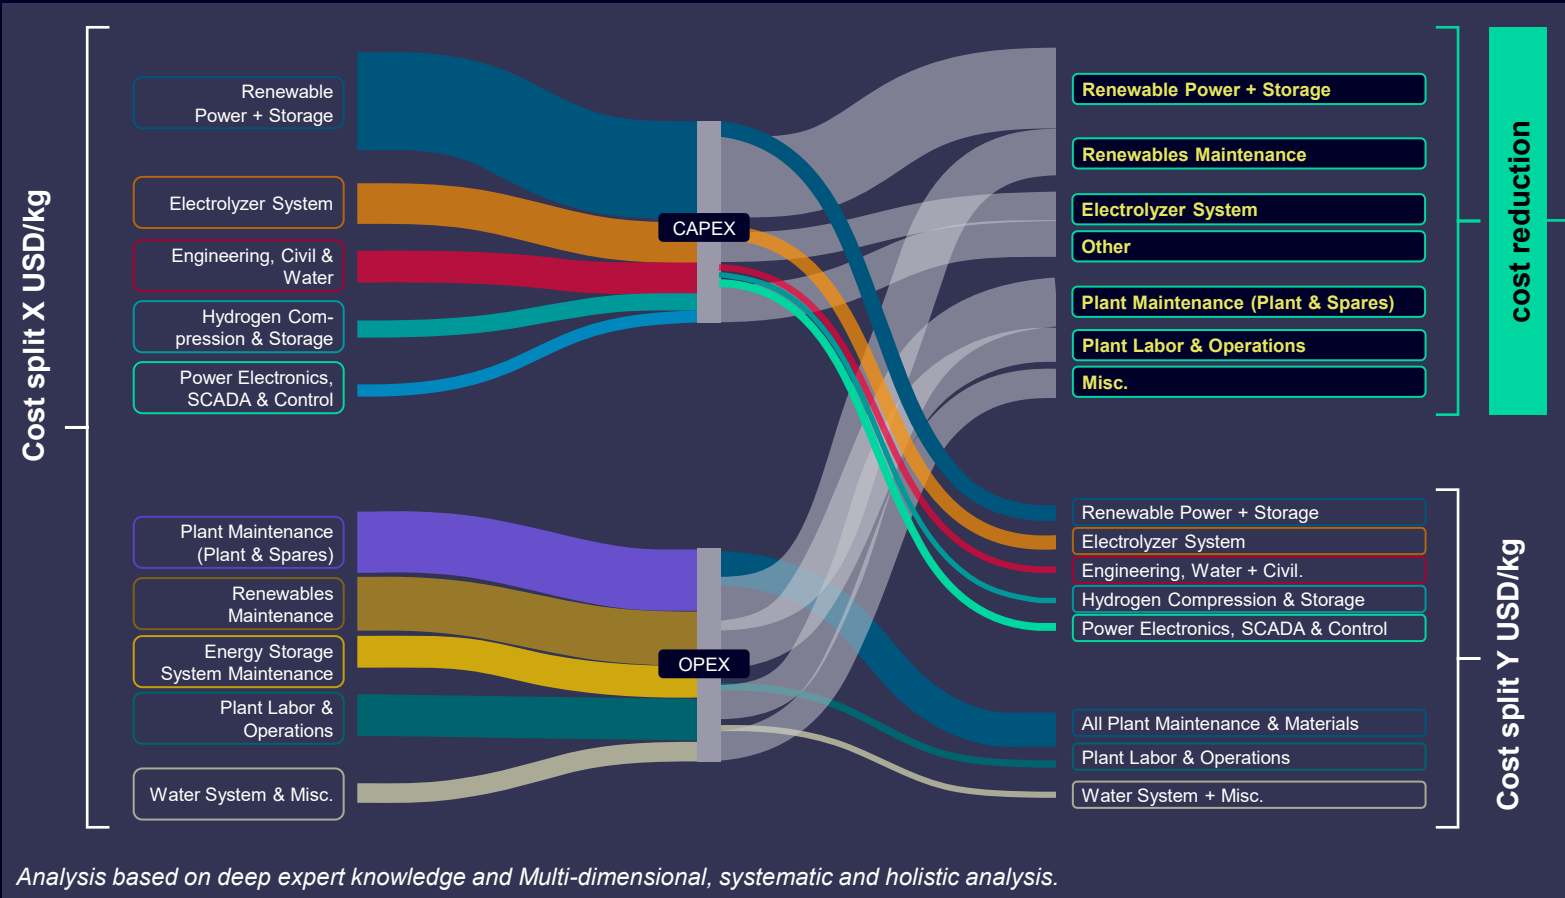 Cost split X USD/kg
Renewable
Power + Storage
Electrolyzer System
Engineering, Civil &
Water
Hydrogen Com-
pression & Storage
Power Electronics,
SCADA & Control
Plant Maintenance
(Plant & Spares)
Renewables
Maintenance
Energy Storage
System Maintenance
Plant Labor &
Operations
Water System & Misc.
CAPEX
OPEX
Renewable Power + Storage
Renewables Maintenance
Electrolyzer System
Other
Plant Maintenance (Plant & Spares)
Plant Labor & Operations
Misc.
cost reduction
Renewable Power + Storage
Electrolyzer System
Engineering, Water + Civil.
Hydrogen Compression & Storage
Power Electronics, SCADA & Control
All Plant Maintenance & Materials
Plant Labor & Operations
Water System + Misc.
Cost split Y USD/kg
Analysis based on deep expert knowledge and Multi-dimensional, systematic and holistic analysis.